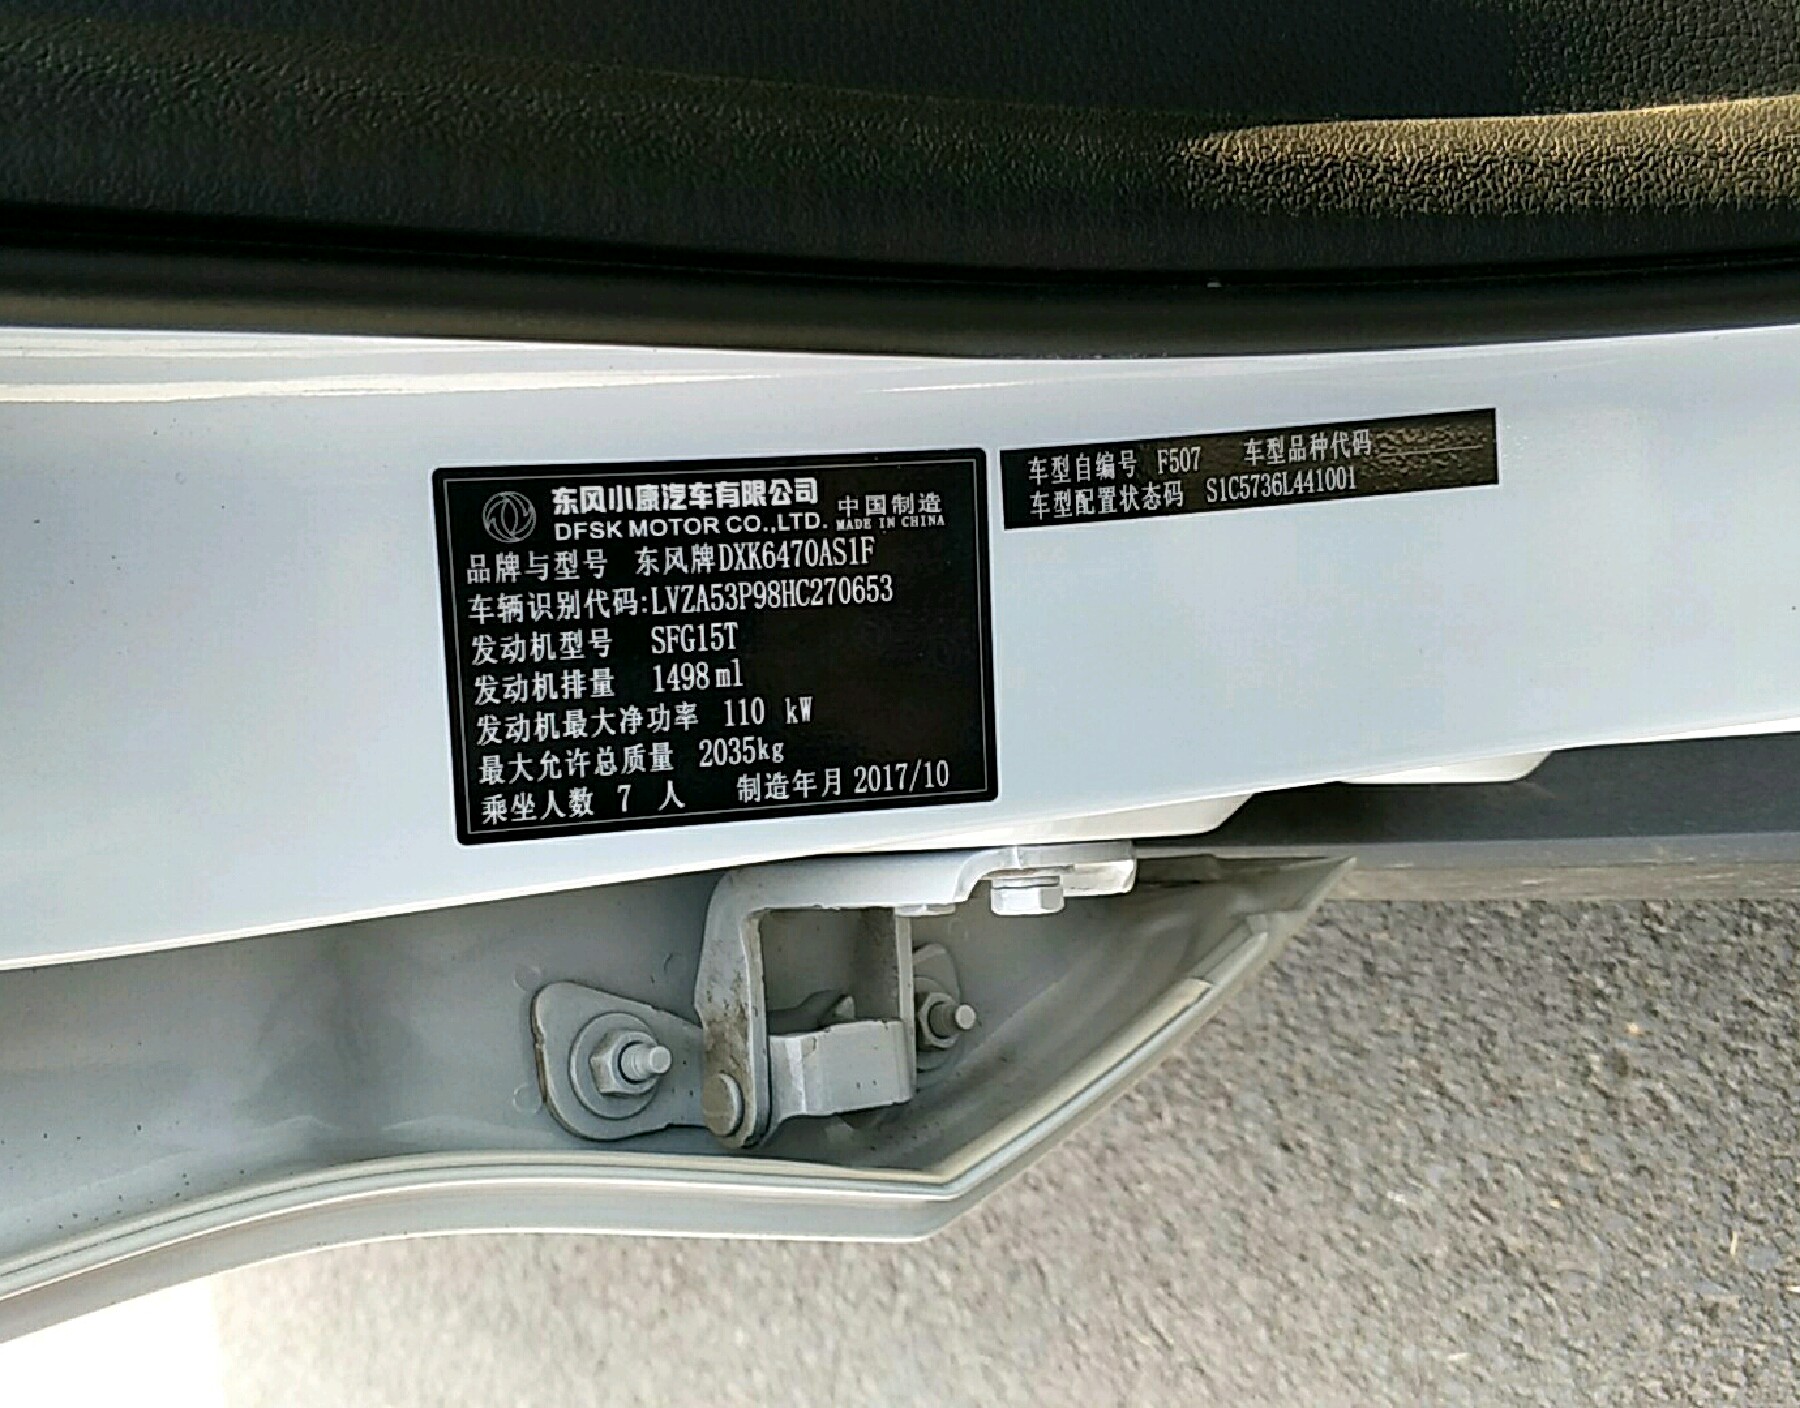 东风小康汽车有限公司
DFSK MOTOR CO.,LTD.
中国制造
MADE IN CHINA
品牌与型号 东风牌DXK6470AS1F
车辆识别代码:LVZA53P98HC270653
发动机型号 SFG15T
发动机排量 1498ml
发动机最大净功率 110 kW
最大允许总质量 2035kg
乘坐人数 7 人 制造年月 2017/10
车型自编号 F507 车型品种代码
车型配置状态码 S1C5736L441001